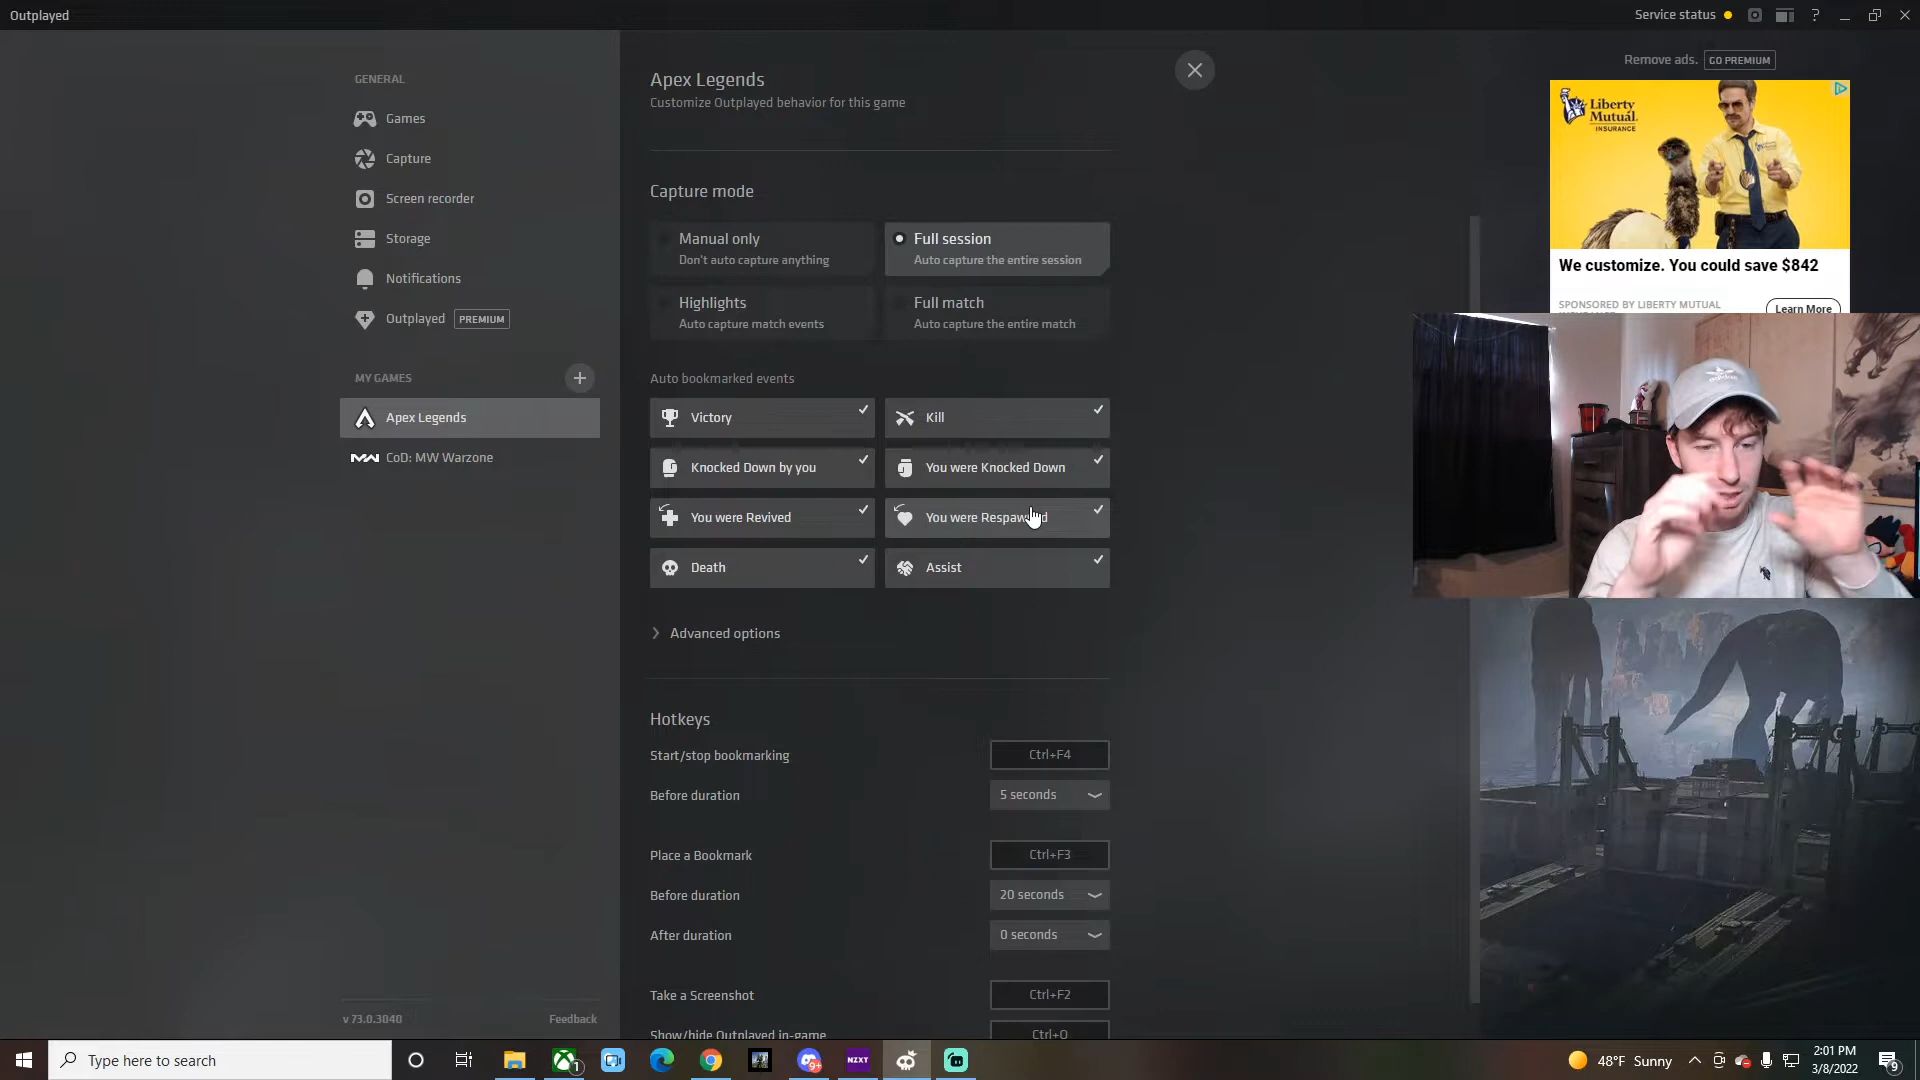 Outplayed
Service status
Remove ads. GO PREMIUM
GENERAL
Games
Capture
Screen recorder
Storage
Notifications
Outplayed PREMIUM
MY GAMES
Apex Legends
CoD: MW Warzone
v 73.0.3040
Feedback
Apex Legends
Customize Outplayed behavior for this game
Capture mode
Manual only
Don't auto capture anything
Full session
Auto capture the entire session
Highlights
Auto capture match events
Full match
Auto capture the entire match
Auto bookmarked events
Victory
Kill
Knocked Down by you
You were Knocked Down
You were Revived
You were
Death
Assist
Advanced options
Hotkeys
Start/stop bookmarking
Ctrl+F4
Before duration
5 seconds
Place a Bookmark
Ctrl+F3
Before duration
20 seconds
After duration
0 seconds
Take a Screenshot
Ctrl+F2
Show/hide Outplayed in-game
Ctrl+O
Liberty
Mutual
INSURANCE
We customize. You could save $842
SPONSORED BY LIBERTY MUTUAL
Learn More
Type here to search
1
9+
NZXT
48°F Sunny
2:01 PM
3/8/2022
9